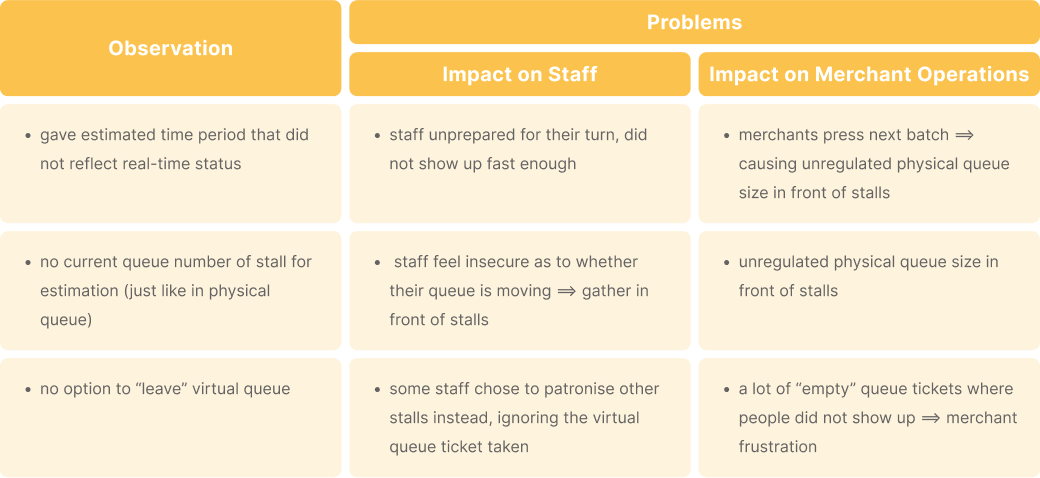 Observation
Problems
Impact on Staff
Impact on Merchant Operations
• gave estimated time period that did
not reflect real-time status
• staff unprepared for their turn, did
not show up fast enough
• merchants press next batch ⟹
causing unregulated physical queue
size in front of stalls
• no current queue number of stall for
estimation (just like in physical
queue)
• staff feel insecure as to whether
their queue is moving ⟹ gather in
front of stalls
• unregulated physical queue size in
front of stalls
• no option to “leave” virtual queue
• some staff chose to patronise other
stalls instead, ignoring the virtual
queue ticket taken
• a lot of “empty” queue tickets where
people did not show up ⟹ merchant
frustration